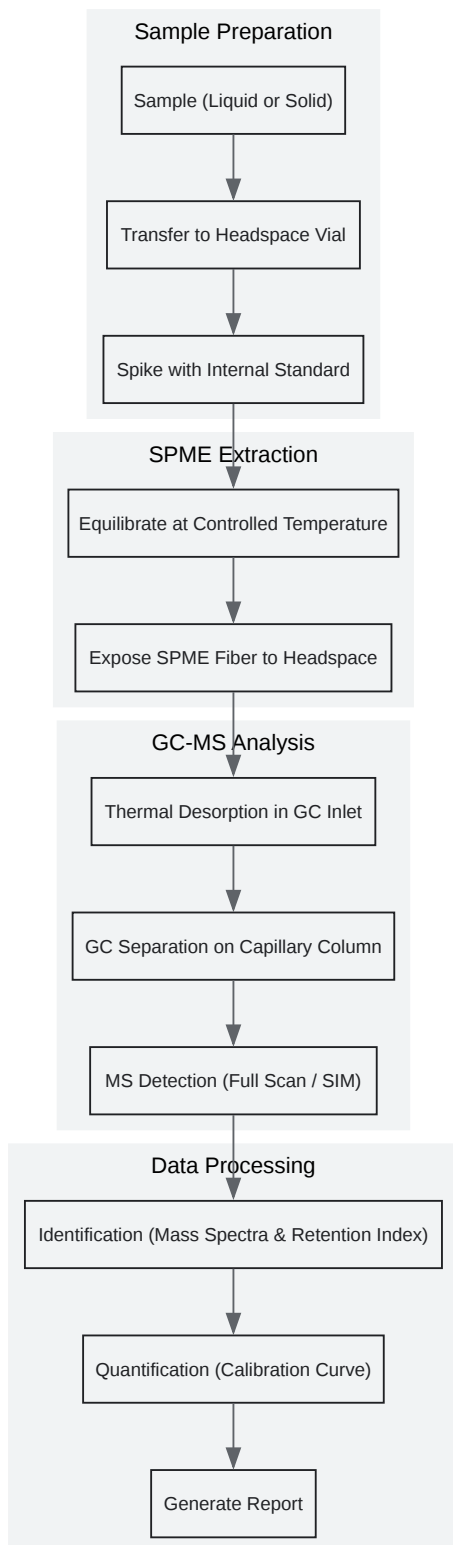 Sample Preparation
Sample (Liquid or Solid)
Transfer to Headspace Vial
Spike with Internal Standard
SPME Extraction
Equilibrate at Controlled Temperature
Expose SPME Fiber to Headspace
GC-MS Analysis
Thermal Desorption in GC Inlet
GC Separation on Capillary Column
MS Detection (Full Scan / SIM)
Data Processing
Identification (Mass Spectra & Retention Index)
Quantification (Calibration Curve)
Generate Report